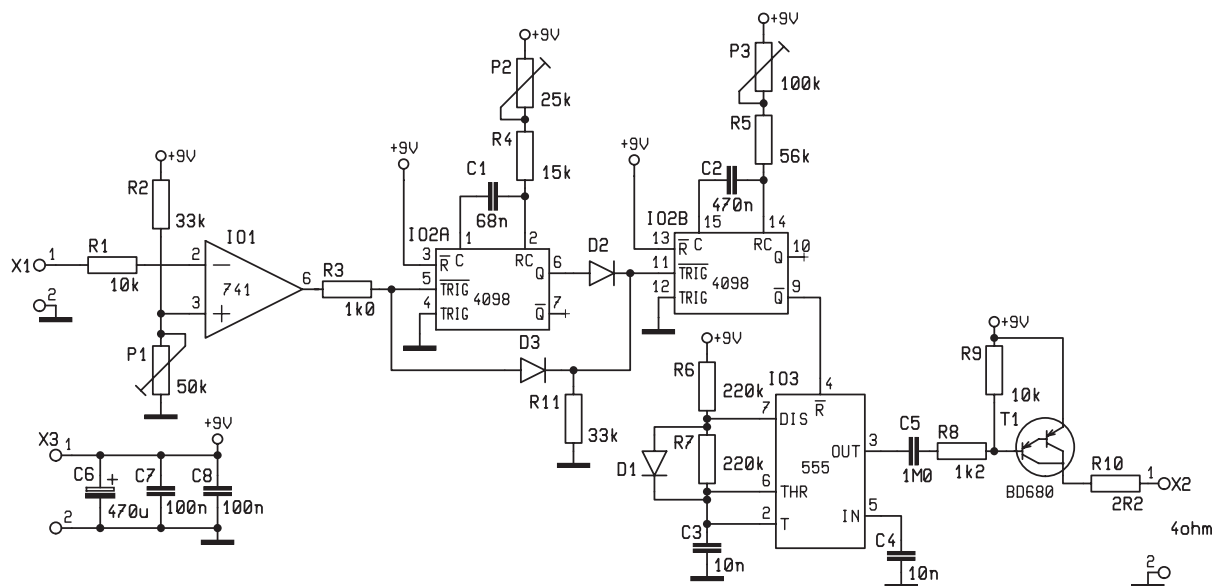 +9V
P3
100k
+9V
P2
25k
R5
56k
R4
15k
+9V
+9V
+9V
C1
68n
C2
470n
15
14
R2
33k
IO2A
1
2
IO2B
R1
10k
X1
1
2
IO1
2
741
3
6
R3
1k0
3
R
C
RC
5
TRIG
4
TRIG
4098
Q
6
Q
7
D2
13
R
C
RC
11
TRIG
12
TRIG
4098
Q
10
Q
9
P1
50k
D3
R11
33k
+9V
R6
220k
7
DIS
R7
220k
D1
6
THR
2
T
C3
10n
IO3
4
R
555
OUT
3
IN
5
C4
10n
C5
1M0
R8
1k2
+9V
R9
10k
T1
BD680
R10
2R2
1
X2
4ohm
2
X3
1
2
+9V
C6
+
470u
C7
100n
C8
100n